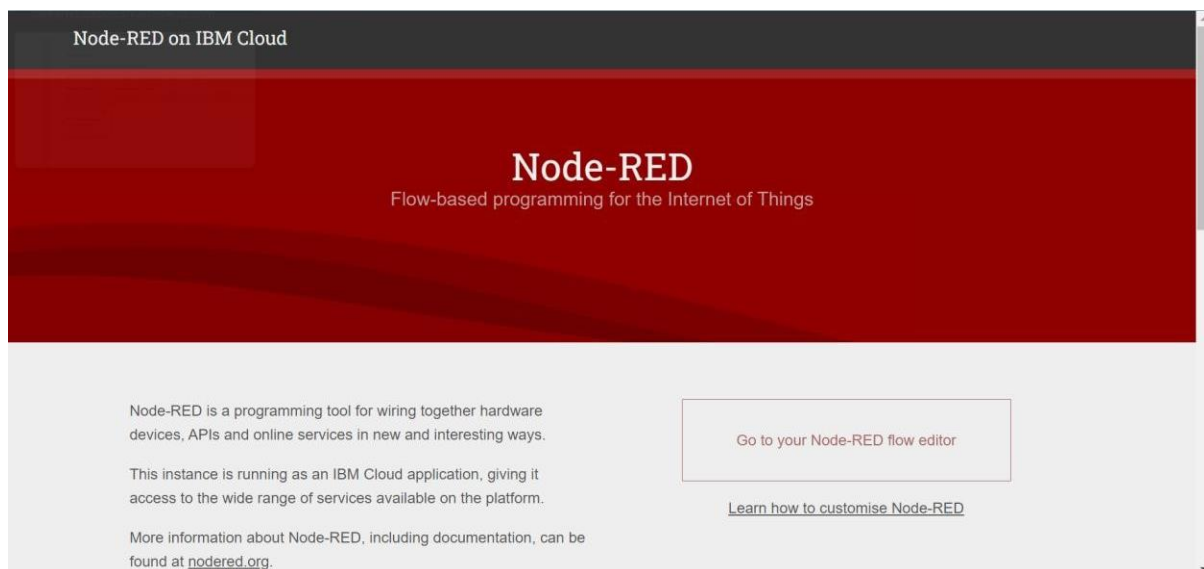 Node-RED on IBM Cloud
Node-RED
Flow-based programming for the Internet of Things
Node-RED is a programming tool for wiring together hardware
devices, APIs and online services in new and interesting ways.
This instance is running as an IBM Cloud application, giving it
access to the wide range of services available on the platform.
More information about Node-RED, including documentation, can be
found at nodered.org.
Go to your Node-RED flow editor
Learn how to customise Node-RED